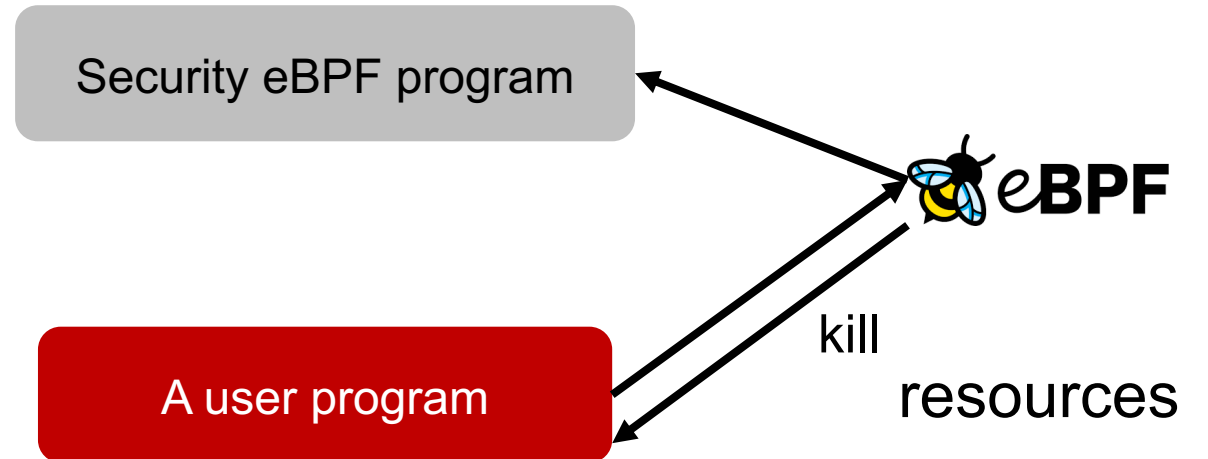 Security eBPF program
eBPF
kill
A user program
resources